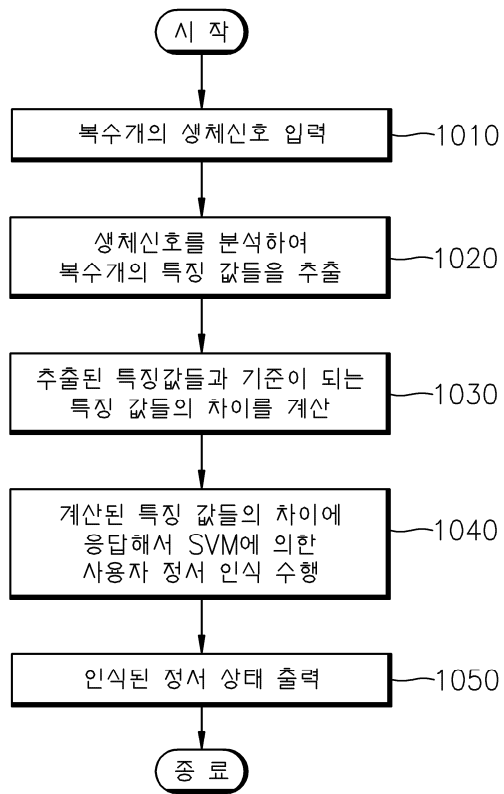 시 작
복수개의 생체신호 입력
1010
생체신호를 분석하여
복수개의 특징 값들을 추출
1020
추출된 특징값들과 기준이 되는
특징 값들의 차이를 계산
1030
계산된 특징 값들의 차이에
응답해서 SVM에 의한
사용자 정서 인식 수행
1040
인식된 정서 상태 출력
1050
종 료